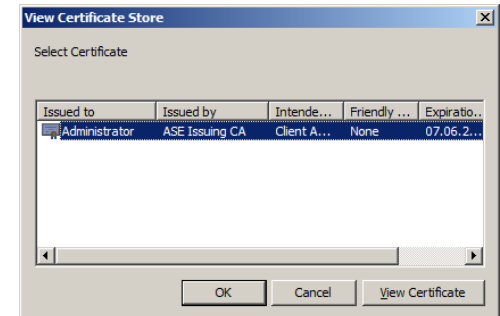 View Certificate Store
Select Certificate
Issued to Issued by Intende... Friendly ... Expiratio..
Administrator ASE Issuing CA Client A... None 07.06.2...
OK Cancel View Certificate